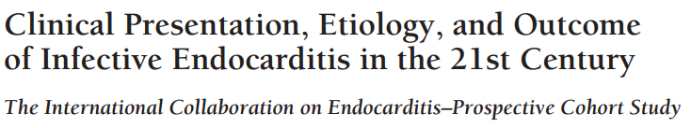 Clinical Presentation, Etiology, and Outcome
of Infective Endocarditis in the 21st Century
The International Collaboration on Endocarditis–Prospective Cohort Study